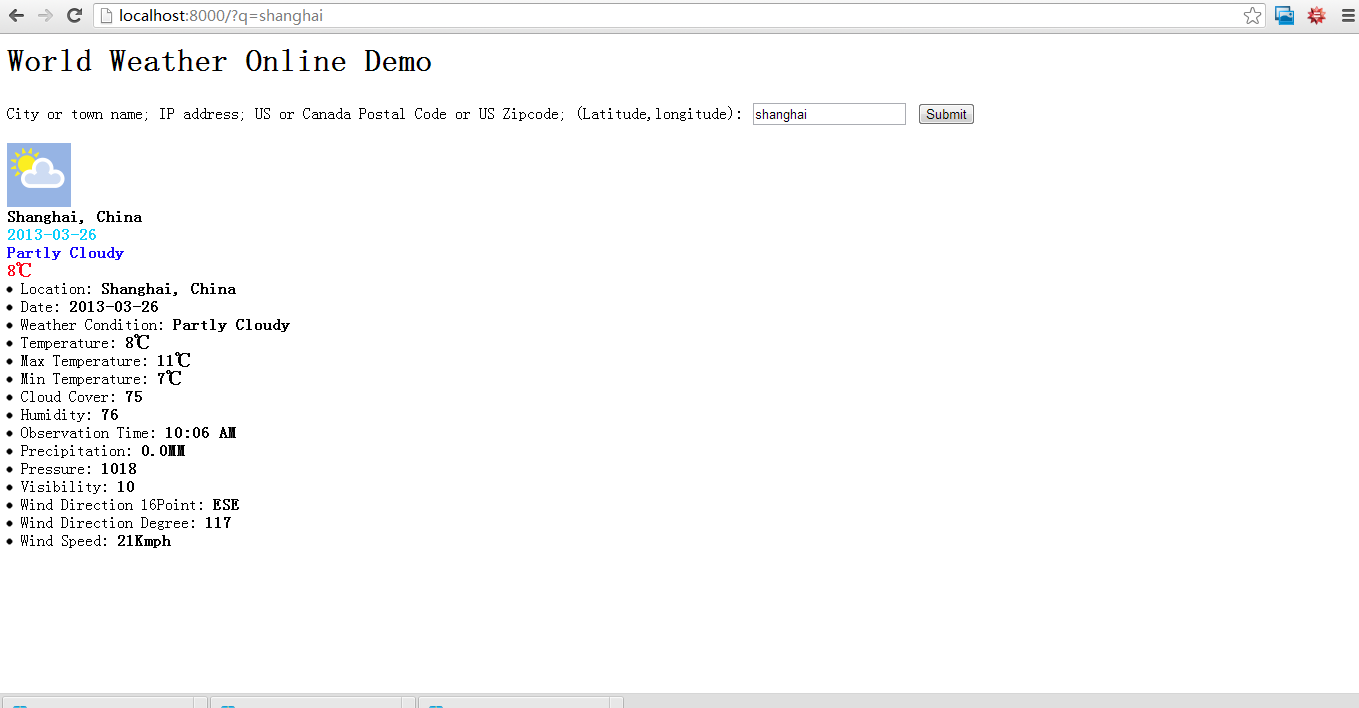 localhost:8000/?q=shanghai
World Weather Online Demo
City or town name; IP address; US or Canada Postal Code or US Zipcode; (Latitude,longitude): shanghai Submit
Shanghai, China
2013-03-26
Partly Cloudy
8℃
• Location: Shanghai, China
• Date: 2013-03-26
• Weather Condition: Partly Cloudy
• Temperature: 8℃
• Max Temperature: 11℃
• Min Temperature: 7℃
• Cloud Cover: 75
• Humidity: 76
• Observation Time: 10:06 AM
• Precipitation: 0.0MM
• Pressure: 1018
• Visibility: 10
• Wind Direction 16Point: ESE
• Wind Direction Degree: 117
• Wind Speed: 21Kmph